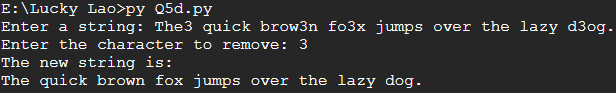 E:\Lucky Lao>py Q5d.py
Enter a string: The3 quick brow3n fo3x jumps over the lazy d3og.
Enter the character to remove: 3
The new string is:
The quick brown fox jumps over the lazy dog.